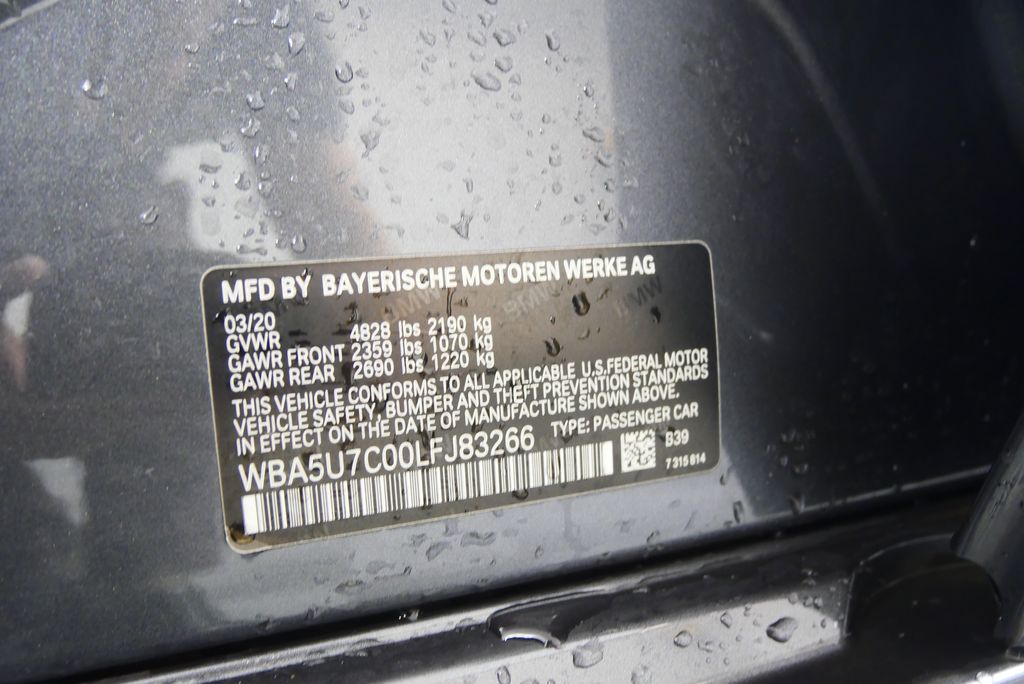 MFD BY BAYERISCHE MOTOREN WERKE AG
03/20
GVWR 4828 lbs 2190 kg
GAWR FRONT 2359 lbs 1070 kg
GAWR REAR 2690 lbs 1220 kg
THIS VEHICLE CONFORMS TO ALL APPLICABLE U.S.FEDERAL MOTOR
VEHICLE SAFETY, BUMPER AND THEFT PREVENTION STANDARDS
IN EFFECT ON THE DATE OF MANUFACTURE SHOWN ABOVE.
WBA5U7C00LFJ83266 TYPE: PASSENGER CAR
B39
7 315 614